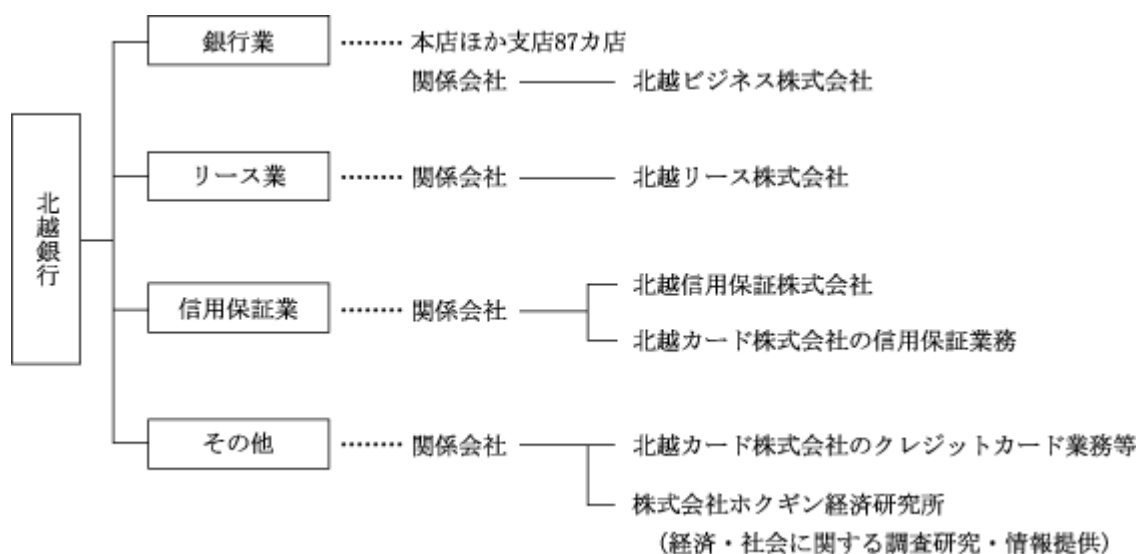 北越銀行
銀行業 ‥‥‥‥ 本店ほか支店87カ店
関係会社 北越ビジネス株式会社
リース業 ‥‥‥‥ 関係会社 北越リース株式会社
信用保証業 ‥‥‥‥ 関係会社 北越信用保証株式会社
北越カード株式会社の信用保証業務
その他 ‥‥‥‥ 関係会社 北越カード株式会社のクレジットカード業務等
株式会社ホクギン経済研究所
（経済・社会に関する調査研究・情報提供）